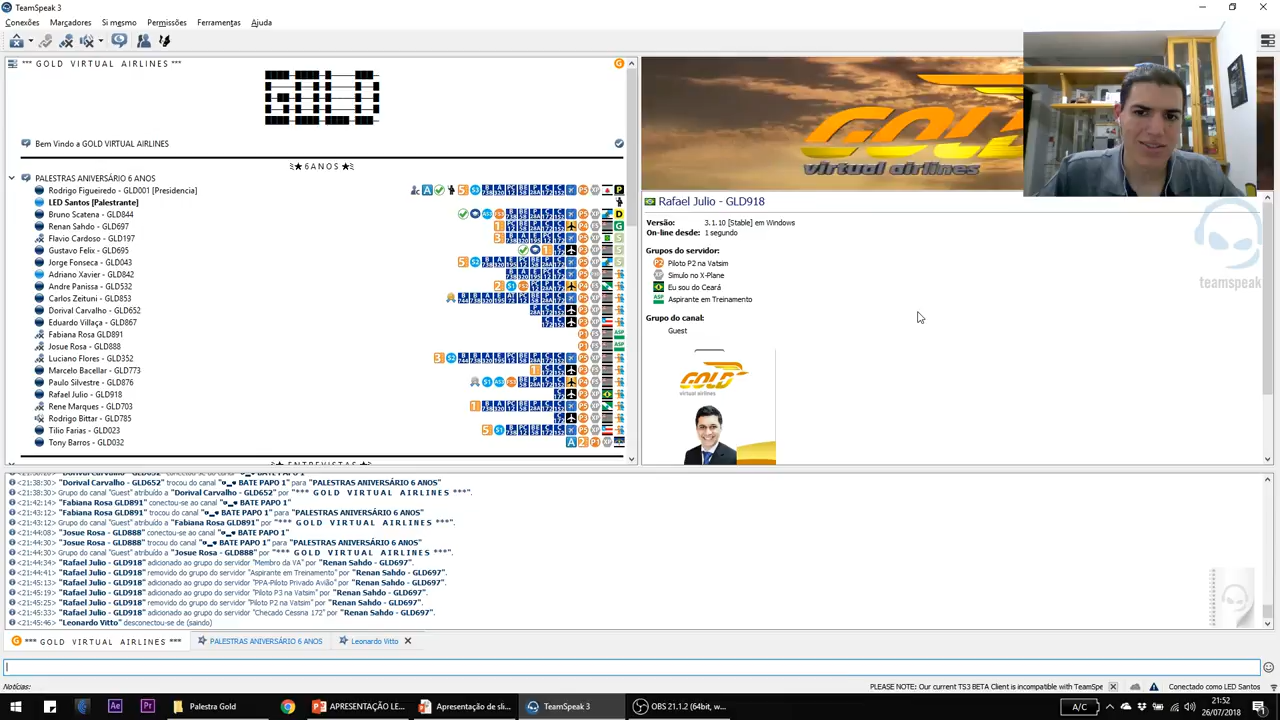 TeamSpeak 3
Conexões Marcadores Si mesmo Permissões Ferramentas Ajuda
*** GOLD VIRTUAL AIRLINES ***
Bem Vindo a GOLD VIRTUAL AIRLINES
6 A N O S
PALESTRAS ANIVERSÁRIO 6 ANOS
Rodrigo Figueiredo - GLD001 [Presidencia]
LED Santos [Palestrante]
Bruno Scatena - GLD844
Renan Sahdo - GLD697
Flavio Cardoso - GLD197
Gustavo Felix - GLD695
Jorge Fonseca - GLD043
Adriano Xavier - GLD842
Andre Panissa - GLD532
Carlos Zeituni - GLD853
Dorival Carvalho - GLD652
Eduardo Villaça - GLD867
Fabiana Rosa GLD891
Josue Rosa - GLD888
Luciano Flores - GLD352
Marcelo Bacellar - GLD773
Paulo Silvestre - GLD876
Rafael Julio - GLD918
Rene Marques - GLD703
Rodrigo Bittar - GLD785
Tilio Farias - GLD023
Tony Barros - GLD032
E N T R E V I S T A S
GOLD
virtual airlines
Rafael Julio - GLD918
Versão: 3.1.10 [Stable] em Windows
On-line desde: 1 segundo
Grupos do servidor:
P2 Piloto P2 na Vatsim
XP Simulo no X-Plane
Eu sou do Ceará
ASP Aspirante em Treinamento
Grupo do canal:
Guest
GOLD
virtual airlines
teamspeak
<21:38:30> "Dorival Carvalho - GLD652" trocou do canal "BATE PAPO 1" para "PALESTRAS ANIVERSÁRIO 6 ANOS"
<21:38:30> Grupo do canal "Guest" atribuído a "Dorival Carvalho - GLD652" por "*** GOLD VIRTUAL AIRLINES ***".
<21:42:14> "Fabiana Rosa GLD891" conectou-se ao canal "BATE PAPO 1"
<21:43:12> "Fabiana Rosa GLD891" trocou do canal "BATE PAPO 1" para "PALESTRAS ANIVERSÁRIO 6 ANOS"
<21:43:12> Grupo do canal "Guest" atribuído a "Fabiana Rosa GLD891" por "*** GOLD VIRTUAL AIRLINES ***".
<21:44:08> "Josue Rosa - GLD888" conectou-se ao canal "BATE PAPO 1"
<21:44:30> "Josue Rosa - GLD888" trocou do canal "BATE PAPO 1" para "PALESTRAS ANIVERSÁRIO 6 ANOS"
<21:44:30> Grupo do canal "Guest" atribuído a "Josue Rosa - GLD888" por "*** GOLD VIRTUAL AIRLINES ***".
<21:44:34> "Rafael Julio - GLD918" adicionado ao grupo do servidor "Membro da VA" por "Renan Sahdo - GLD697".
<21:44:41> "Rafael Julio - GLD918" removido do grupo do servidor "Aspirante em Treinamento" por "Renan Sahdo - GLD697".
<21:45:13> "Rafael Julio - GLD918" adicionado ao grupo do servidor "PPA-Piloto Privado Avião" por "Renan Sahdo - GLD697".
<21:45:19> "Rafael Julio - GLD918" adicionado ao grupo do servidor "Piloto P3 na Vatsim" por "Renan Sahdo - GLD697".
<21:45:25> "Rafael Julio - GLD918" removido do grupo do servidor "Piloto P2 na Vatsim" por "Renan Sahdo - GLD697".
<21:45:33> "Rafael Julio - GLD918" adicionado ao grupo do servidor "Checado Cessna 172" por "Renan Sahdo - GLD697".
<21:45:46> "Leonardo Vitto" desconectou-se de (saindo)
*** GOLD VIRTUAL AIRLINES *** PALESTRAS ANIVERSÁRIO 6 ANOS Leonardo Vitto
Notícias: PLEASE NOTE: Our current TS3 BETA Client is incompatible with TeamSpe Conectado como LED Santos
Ae Pr Palestra Gold APRESENTAÇÃO LE... Apresentação de sli... TeamSpeak 3 OBS 21.1.2 (64bit, w... A/C 21:52
26/07/2018